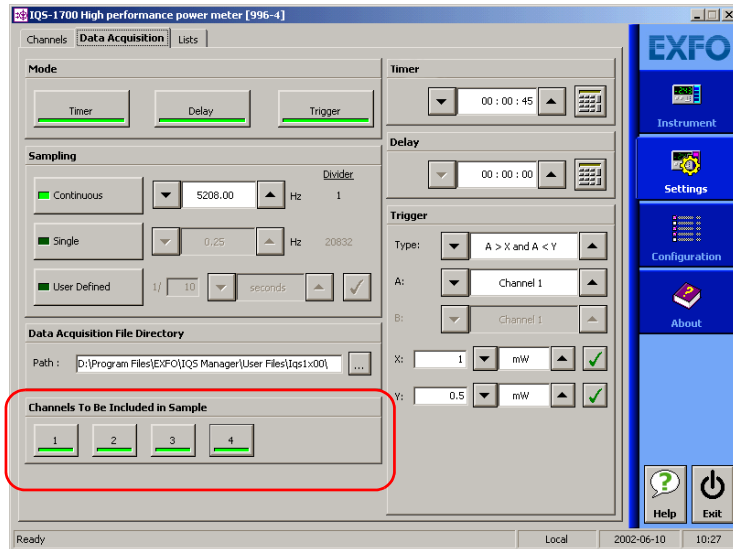 IQS-1700 High performance power meter [996-4]
Channels Data Acquisition Lists
Mode
Timer Delay Trigger
Sampling
Divider
Continuous 5208.00 Hz 1
Single 0.25 Hz 20832
User Defined 1/ 10 seconds
Data Acquisition File Directory
Path : D:\Program Files\EXFO\IQS Manager\User Files\Iqs1x00\ ...
Channels To Be Included in Sample
1 2 3 4
Timer
00 : 00 : 45
Delay
00 : 00 : 00
Trigger
Type: A > X and A < Y
A: Channel 1
B: Channel 1
X: 1 mW
Y: 0.5 mW
EXFO
Instrument
Settings
Configuration
About
Help Exit
Ready Local 2002-06-10 10:27